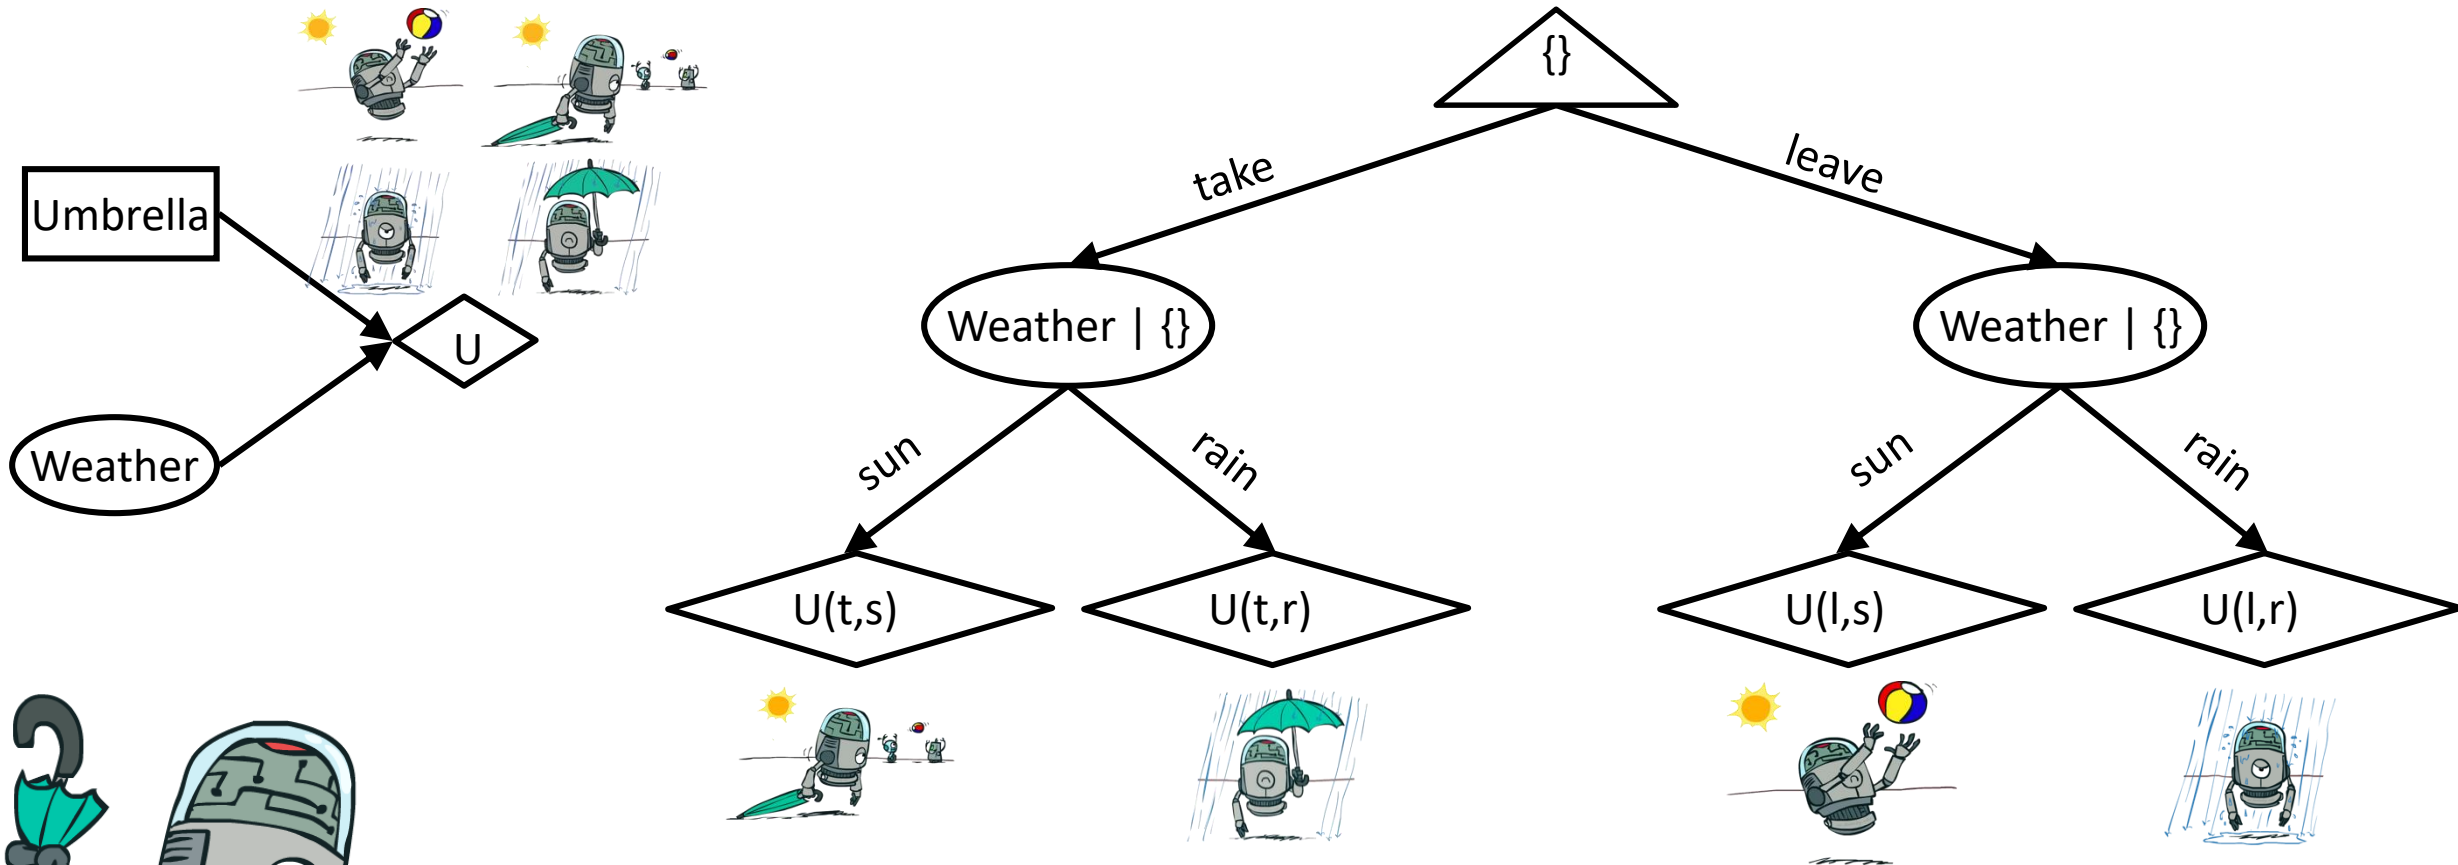 Umbrella
Weather
U
{}
take
leave
Weather | {}
Weather | {}
sun
rain
sun
rain
U(t,s)
U(t,r)
U(l,s)
U(l,r)